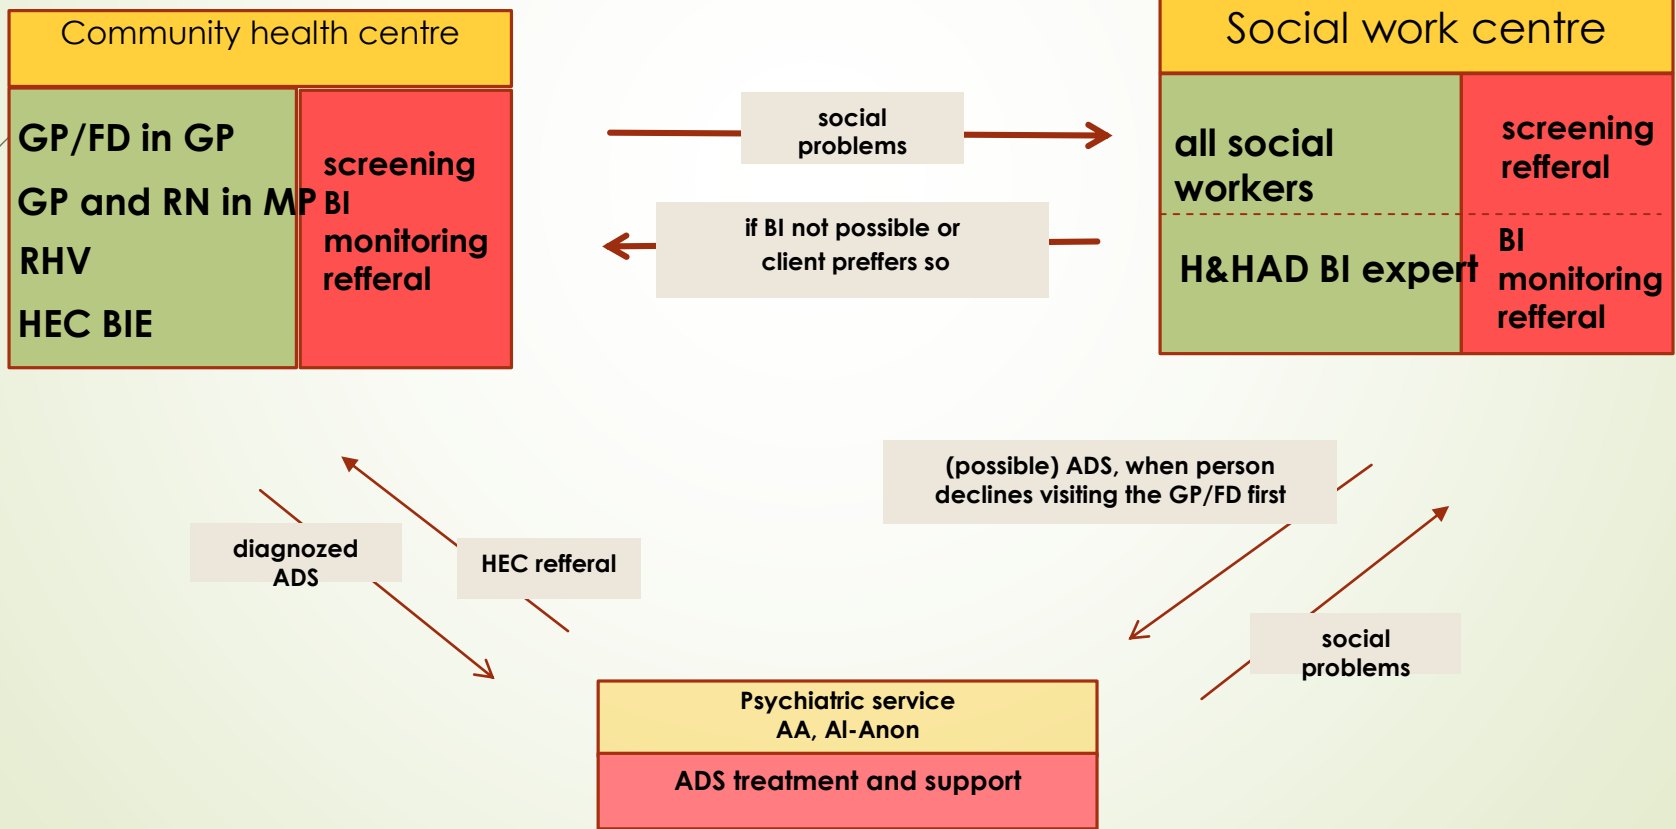 Community health centre
GP/FD in GP
GP and RN in MP
RHV
HEC BIE
screening
BI
monitoring
refferal
social
problems
if BI not possible or
client preffers so
Social work centre
all social
workers
screening
refferal
H&HAD BI expert
BI
monitoring
refferal
diagnozed
ADS
HEC refferal
(possible) ADS, when person
declines visiting the GP/FD first
social
problems
Psychiatric service
AA, Al-Anon
ADS treatment and support